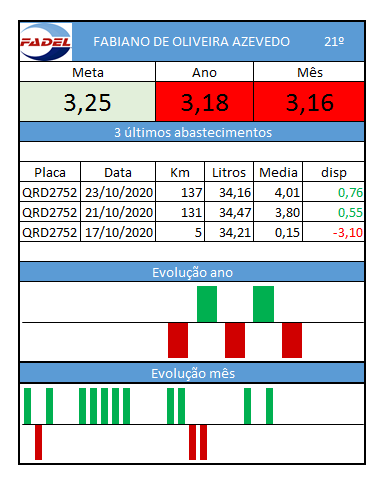 FADEL
FABIANO DE OLIVEIRA AZEVEDO 21º
Meta Ano Mês
3,25 3,18 3,16
3 últimos abastecimentos
Placa Data Km Litros Media disp
QRD2752 23/10/2020 137 34,16 4,01 0,76
QRD2752 21/10/2020 131 34,47 3,80 0,55
QRD2752 17/10/2020 5 34,21 0,15 -3,10
Evolução ano
Evolução mês